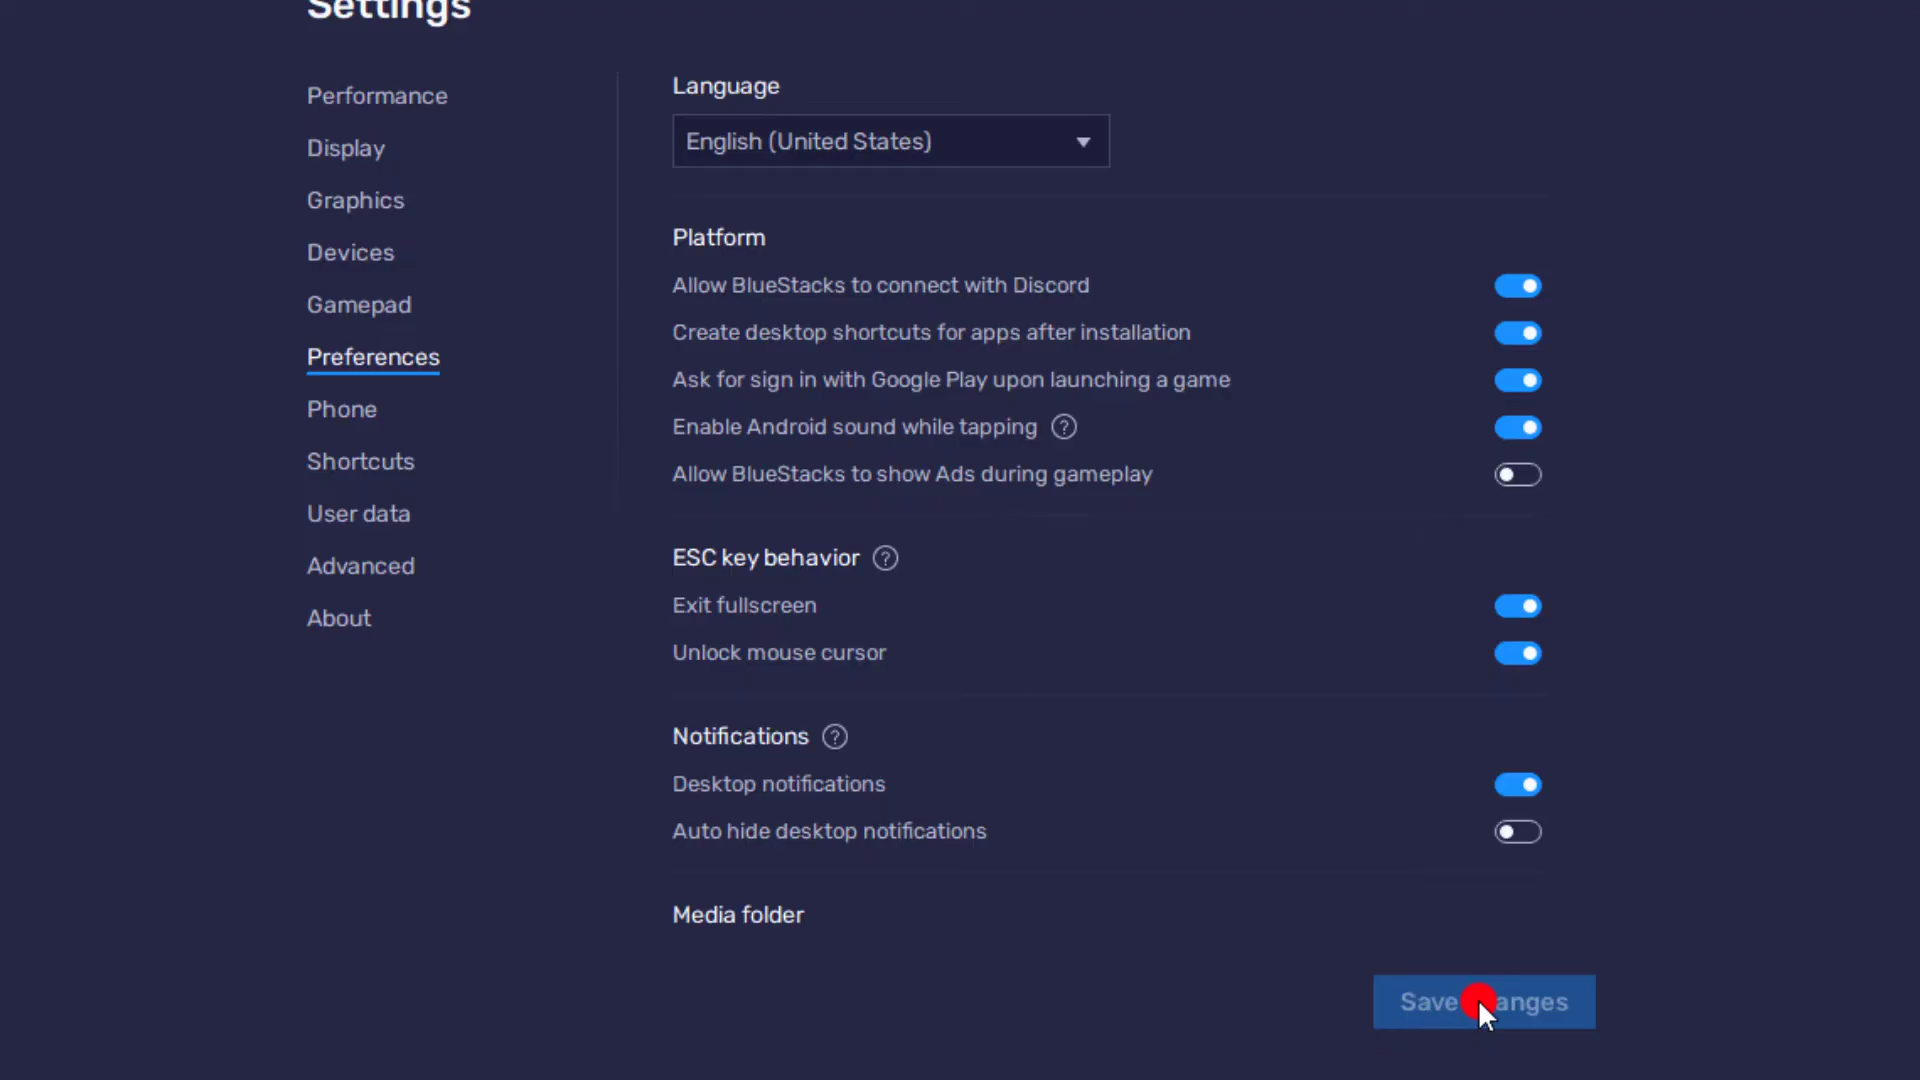 Settings
Performance
Display
Graphics
Devices
Gamepad
Preferences
Phone
Shortcuts
User data
Advanced
About
Language
English (United States)
Platform
Allow BlueStacks to connect with Discord
Create desktop shortcuts for apps after installation
Ask for sign in with Google Play upon launching a game
Enable Android sound while tapping ?
Allow BlueStacks to show Ads during gameplay
ESC key behavior ?
Exit fullscreen
Unlock mouse cursor
Notifications ?
Desktop notifications
Auto hide desktop notifications
Media folder
Save changes